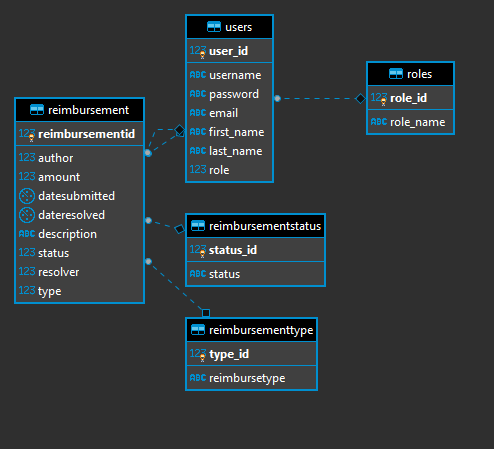 users
123 user_id
ABC username
ABC password
ABC email
ABC first_name
ABC last_name
123 role
roles
123 role_id
ABC role_name
reimbursement
123 reimbursementid
123 author
123 amount
datesubmitted
dateresolved
ABC description
123 status
123 resolver
123 type
reimbursementstatus
123 status_id
ABC status
reimbursementtype
123 type_id
ABC reimbursetype